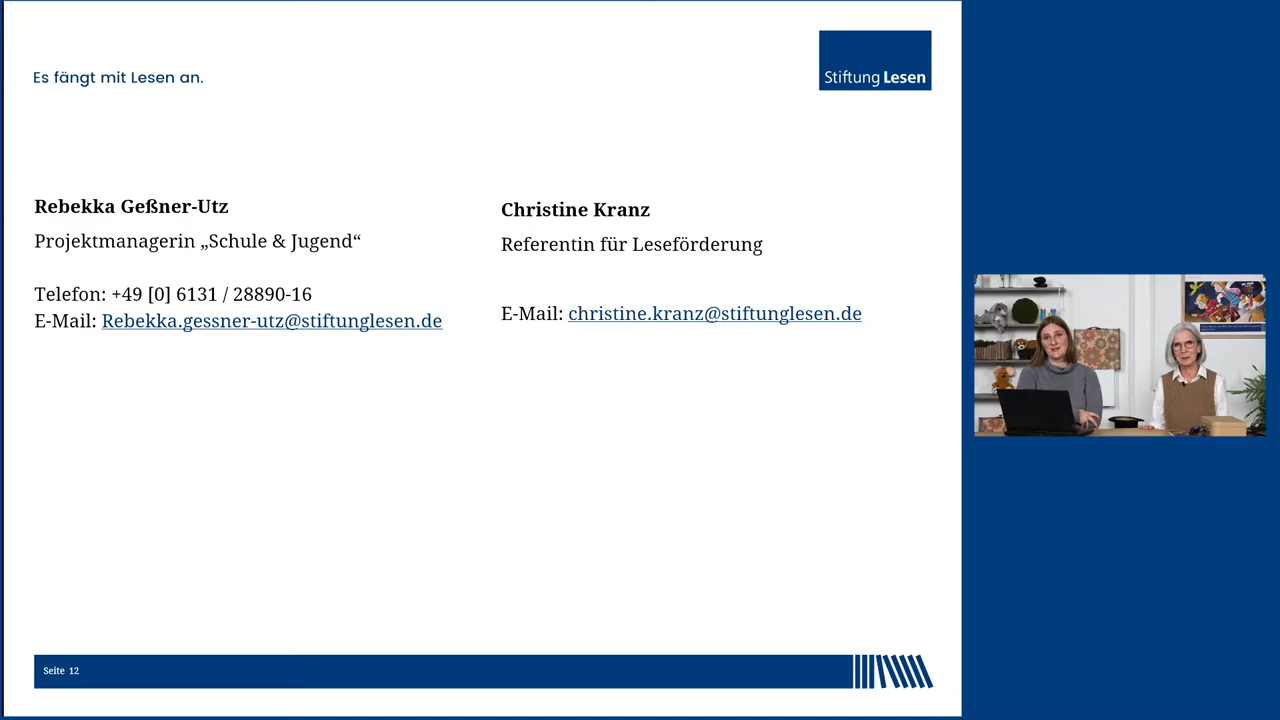 Es fängt mit Lesen an.
Stiftung Lesen
Rebekka Geßner-Utz
Projektmanagerin „Schule & Jugend“
Telefon: +49 [0] 6131 / 28890-16
E-Mail: Rebekka.gessner-utz@stiftunglesen.de
Christine Kranz
Referentin für Leseförderung
E-Mail: christine.kranz@stiftunglesen.de
Seite 12